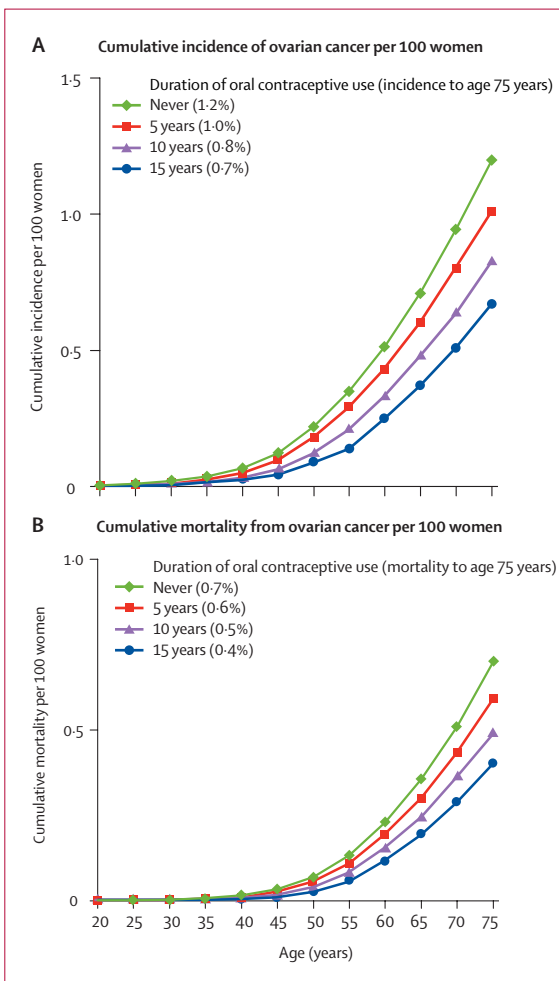 A Cumulative incidence of ovarian cancer per 100 women
1·5
Duration of oral contraceptive use (incidence to age 75 years)
Never (1·2%)
5 years (1·0%)
10 years (0·8%)
15 years (0·7%)
1·0
Cumulative incidence per 100 women
0·5
0
B Cumulative mortality from ovarian cancer per 100 women
1·0
Duration of oral contraceptive use (mortality to age 75 years)
Never (0·7%)
5 years (0·6%)
10 years (0·5%)
15 years (0·4%)
Cumulative mortality per 100 women
0·5
0
20 25 30 35 40 45 50 55 60 65 70 75
Age (years)